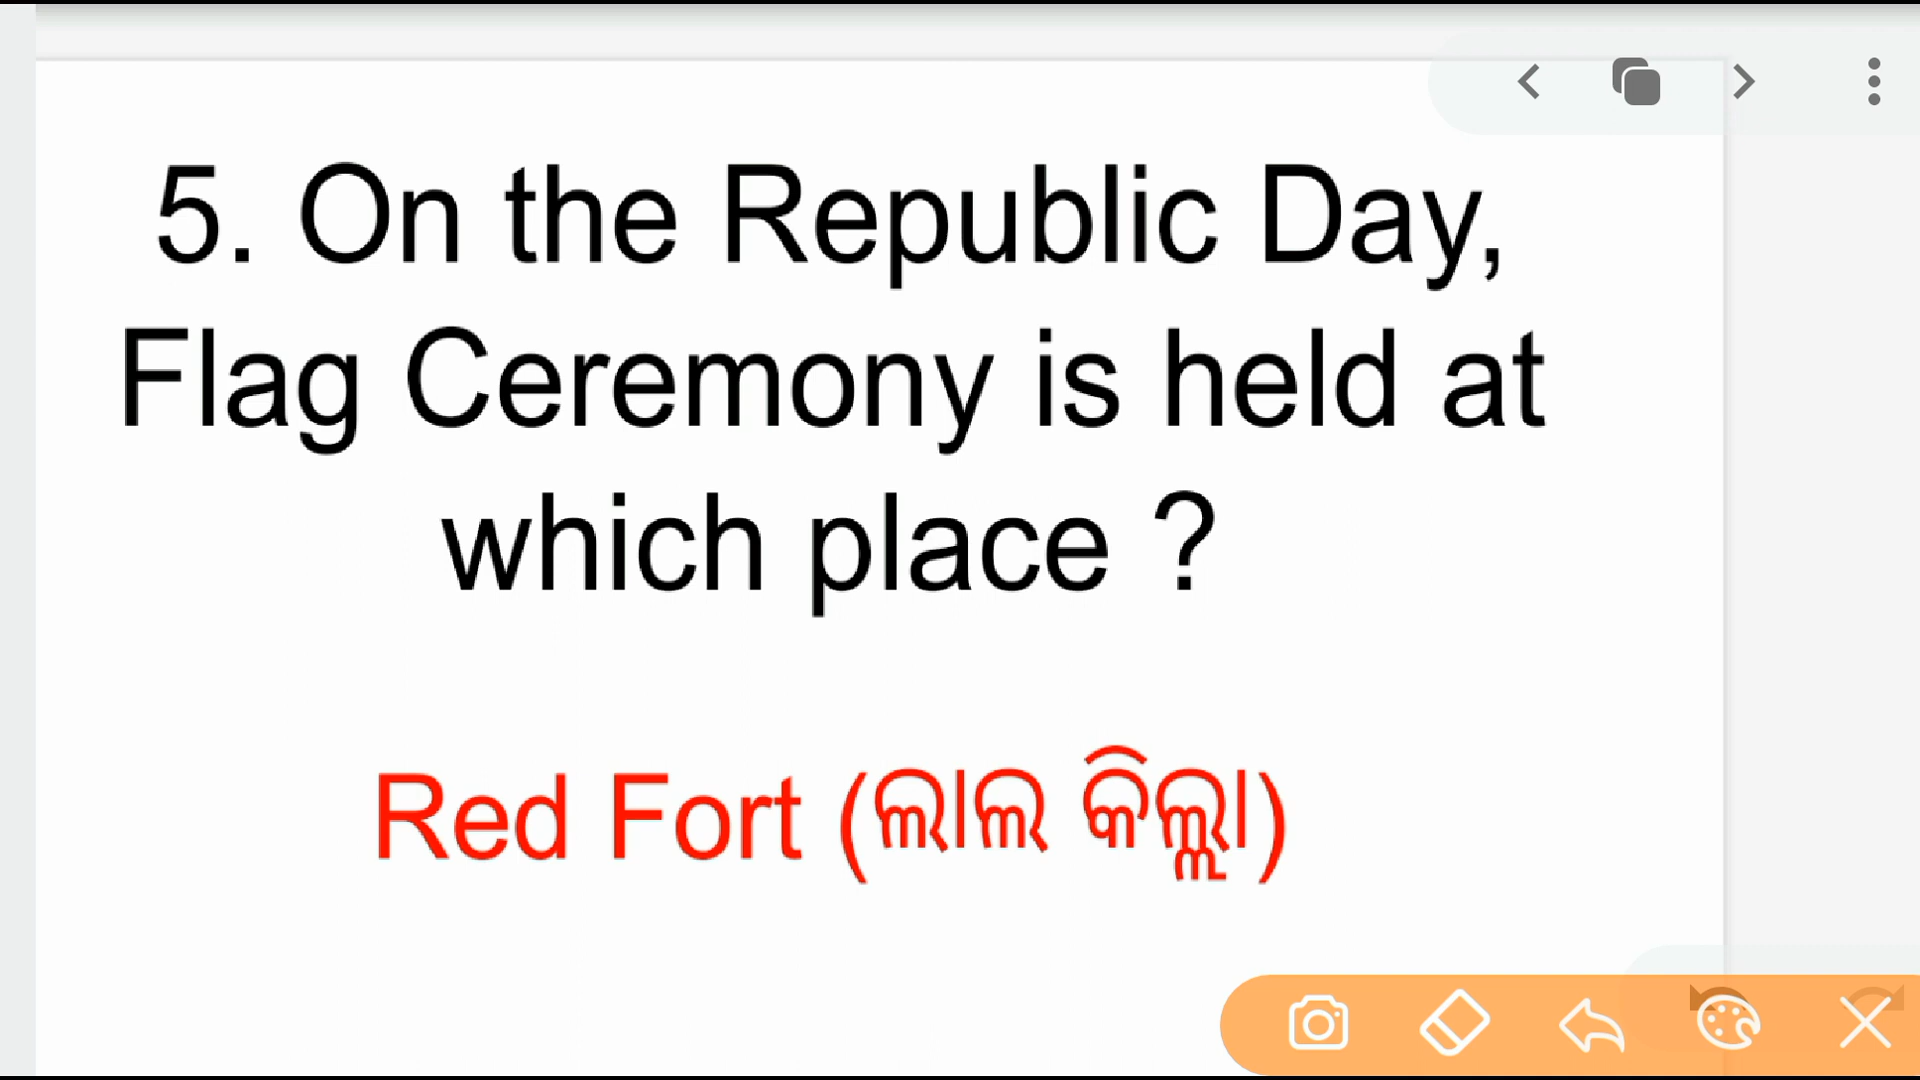 5. On the Republic Day,
Flag Ceremony is held at
which place ?
Red Fort (ଲାଲ କିଲ୍ଲା)